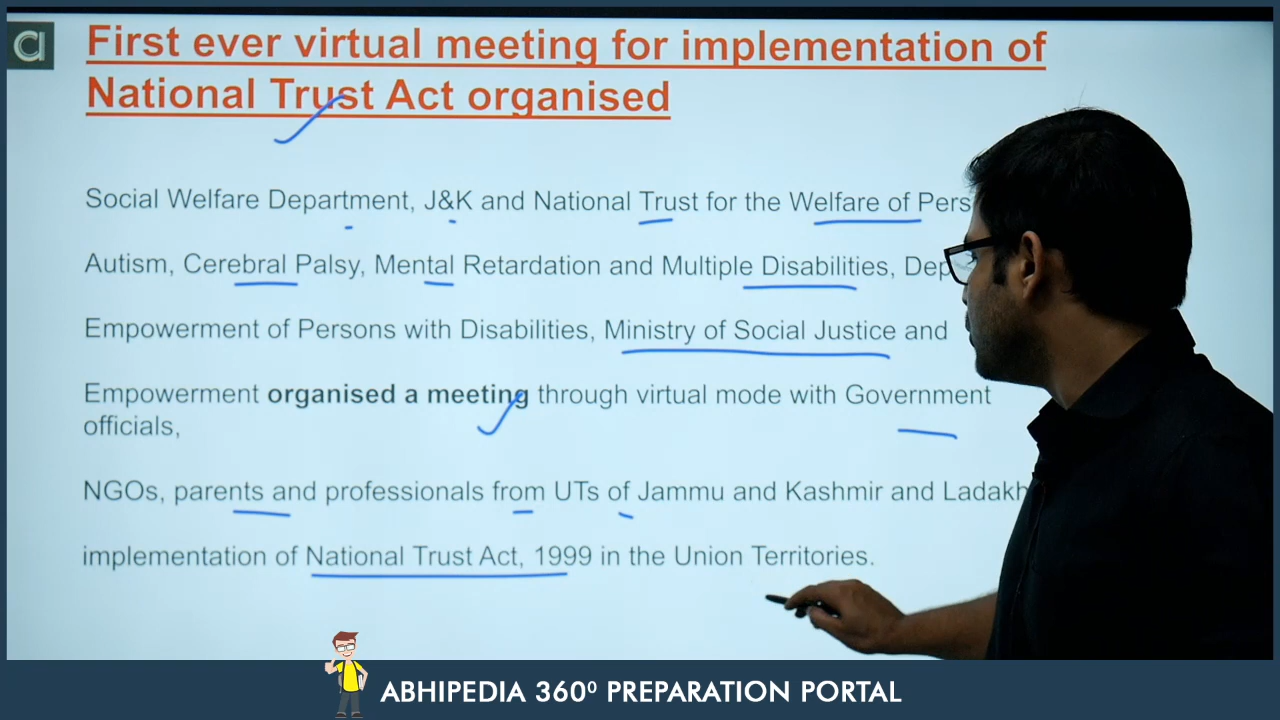 First ever virtual meeting for implementation of
National Trust Act organised
Social Welfare Department, J&K and National Trust for the Welfare of Pers
Autism, Cerebral Palsy, Mental Retardation and Multiple Disabilities, Dep
Empowerment of Persons with Disabilities, Ministry of Social Justice and
Empowerment organised a meeting through virtual mode with Government
officials,
NGOs, parents and professionals from UTs of Jammu and Kashmir and Ladakh
implementation of National Trust Act, 1999 in the Union Territories.
ABHIPEDIA 360⁰ PREPARATION PORTAL